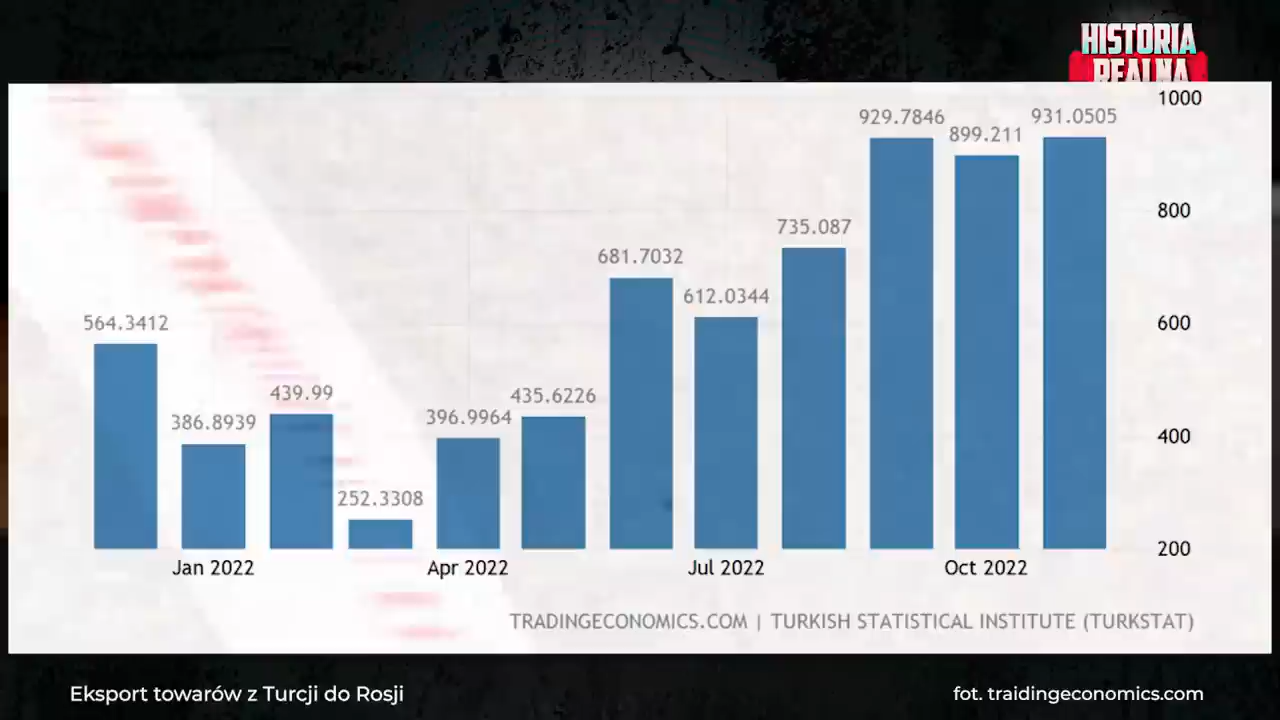 HISTORIA
REALNA
1000
800
600
400
200
564.3412
386.8939
439.99
252.3308
396.9964
435.6226
681.7032
612.0344
735.087
929.7846
899.211
931.0505
Jan 2022
Apr 2022
Jul 2022
Oct 2022
TRADINGECONOMICS.COM | TURKISH STATISTICAL INSTITUTE (TURKSTAT)
Eksport towarów z Turcji do Rosji
fot. traidingeconomics.com